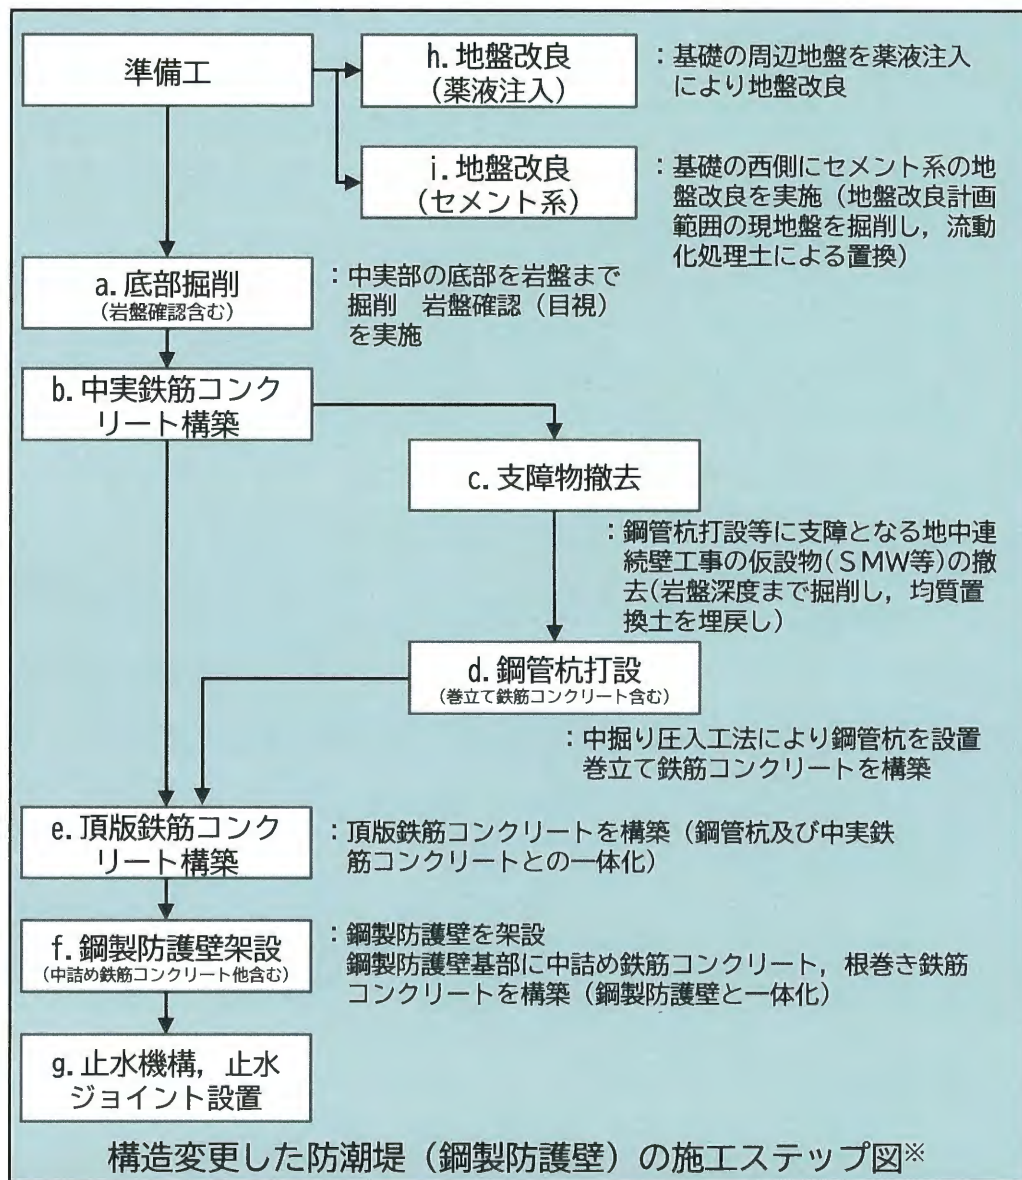 準備工
h.地盤改良
(薬液注入)
：基礎の周辺地盤を薬液注入
により地盤改良
i.地盤改良
(セメント系)
：基礎の西側にセメント系の地
盤改良を実施（地盤改良計画
範囲の現地盤を掘削し，流動
化処理土による置換）
a.底部掘削
(岩盤確認含む)
：中実部の底部を岩盤まで
掘削　岩盤確認（目視）
を実施
b.中実鉄筋コンク
リート構築
c.支障物撤去
：鋼管杭打設等に支障となる地中連
続壁工事の仮設物(ＳＭＷ等)の撤
去(岩盤深度まで掘削し，均質置
換土を埋戻し）
d.鋼管杭打設
(巻立て鉄筋コンクリート含む)
：中掘り圧入工法により鋼管杭を設置
巻立て鉄筋コンクリートを構築
e.頂版鉄筋コンク
リート構築
：頂版鉄筋コンクリートを構築（鋼管杭及び中実鉄
筋コンクリートとの一体化）
f.鋼製防護壁架設
(中詰め鉄筋コンクリート他含む)
：鋼製防護壁を架設
鋼製防護壁基部に中詰め鉄筋コンクリート，根巻き鉄筋
コンクリートを構築（鋼製防護壁と一体化）
g.止水機構，止水
ジョイント設置
構造変更した防潮堤（鋼製防護壁）の施工ステップ図※